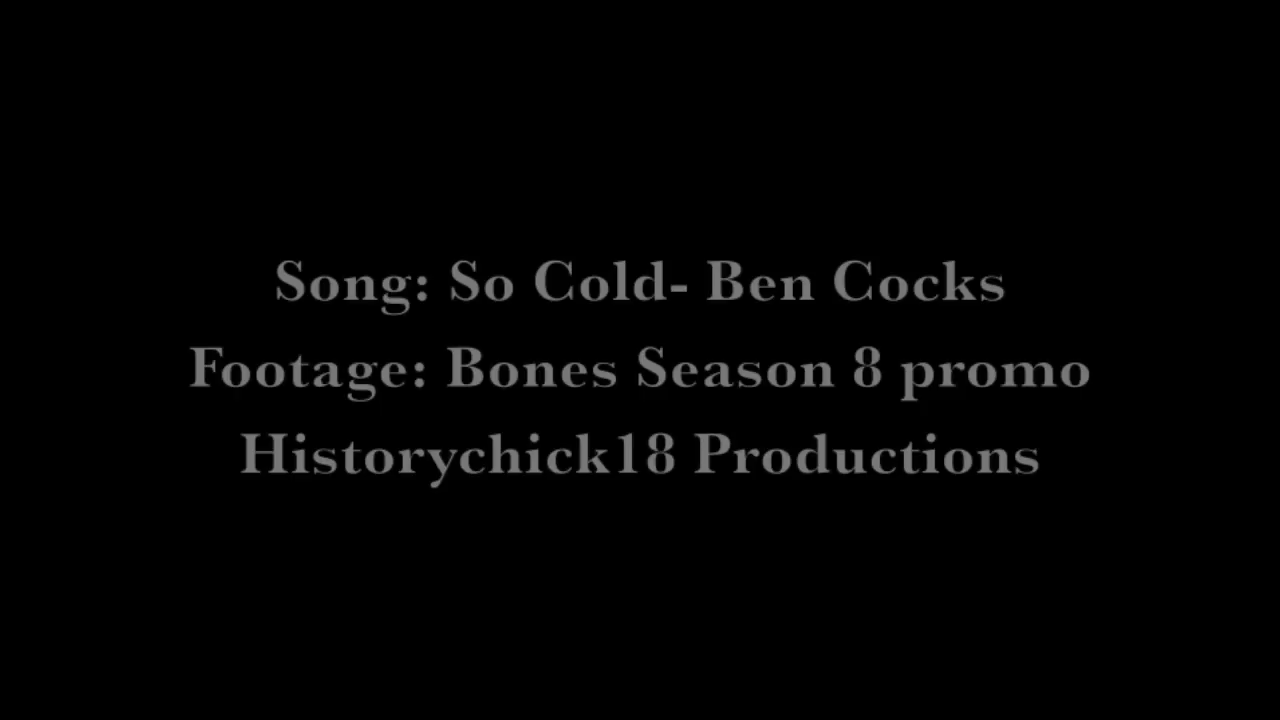 Song: So Cold- Ben Cocks
Footage: Bones Season 8 promo
Historychick18 Productions